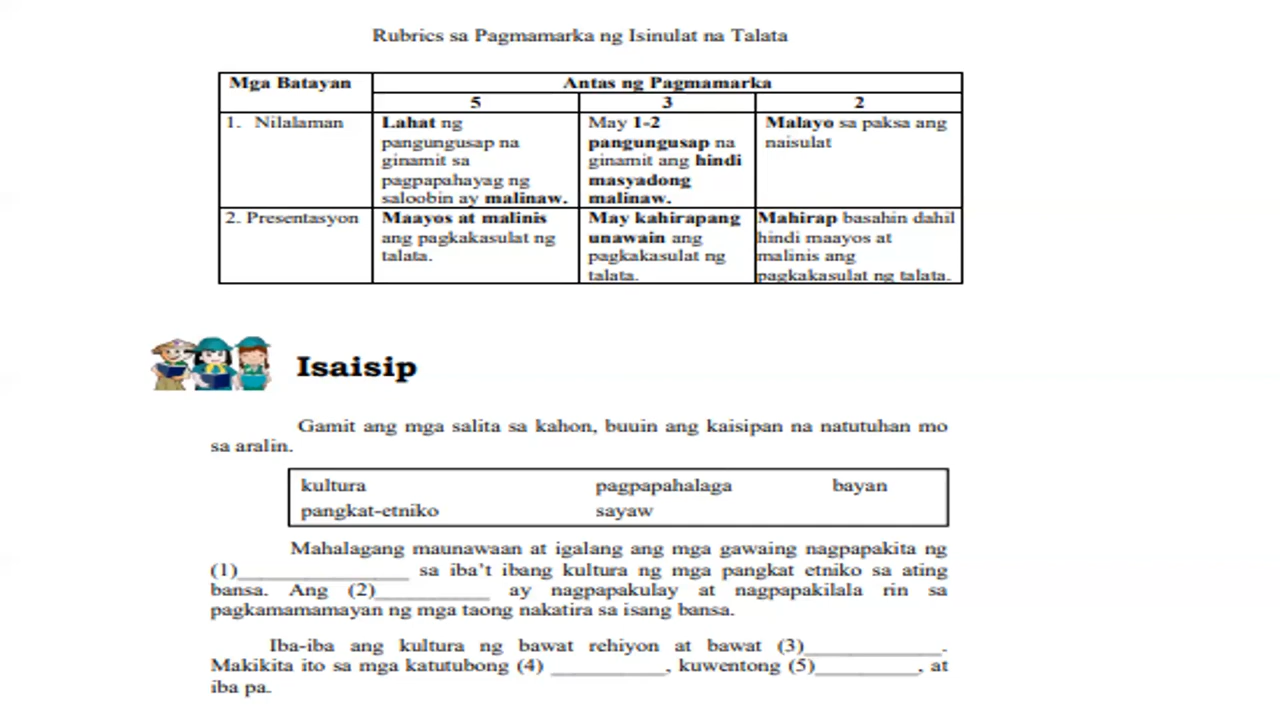 Rubrics sa Pagmamarka ng Isinulat na Talata
Mga Batayan
Antas ng Pagmamarka
5
3
2
1. Nilalaman
Lahat ng
pangungusap na
ginamit sa
pagpapahayag ng
saloobin ay malinaw.
May 1-2
pangungusap na
ginamit ang hindi
masyadong
malinaw.
Malayo sa paksa ang
naisulat
2. Presentasyon
Maayos at malinis
ang pagkakasulat ng
talata.
May kahirapang
unawain ang
pagkakasulat ng
talata.
Mahirap basahin dahil
hindi maayos at
malinis ang
pagkakasulat ng talata.
Isaisip
Gamit ang mga salita sa kahon, buuin ang kaisipan na natutuhan mo
sa aralin.
kultura pagpapahalaga bayan
pangkat-etniko sayaw
Mahalagang maunawaan at igalang ang mga gawaing nagpapakita ng
(1)_________________ sa iba't ibang kultura ng mga pangkat etniko sa ating
bansa. Ang (2)___________ ay nagpapakulay at nagpapakilala rin sa
pagkamamamayan ng mga taong nakatira sa isang bansa.
Iba-iba ang kultura ng bawat rehiyon at bawat (3)_____________.
Makikita ito sa mga katutubong (4) ___________, kuwentong (5)__________, at
iba pa.